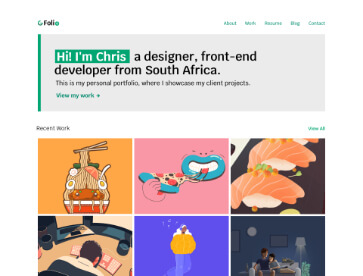 Folio
About Work Resume Blog Contact
Hi! I'm Chris a designer, front-end
developer from South Africa.
This is my personal portfolio, where I showcase my client projects.
View my work →
Recent Work
View All